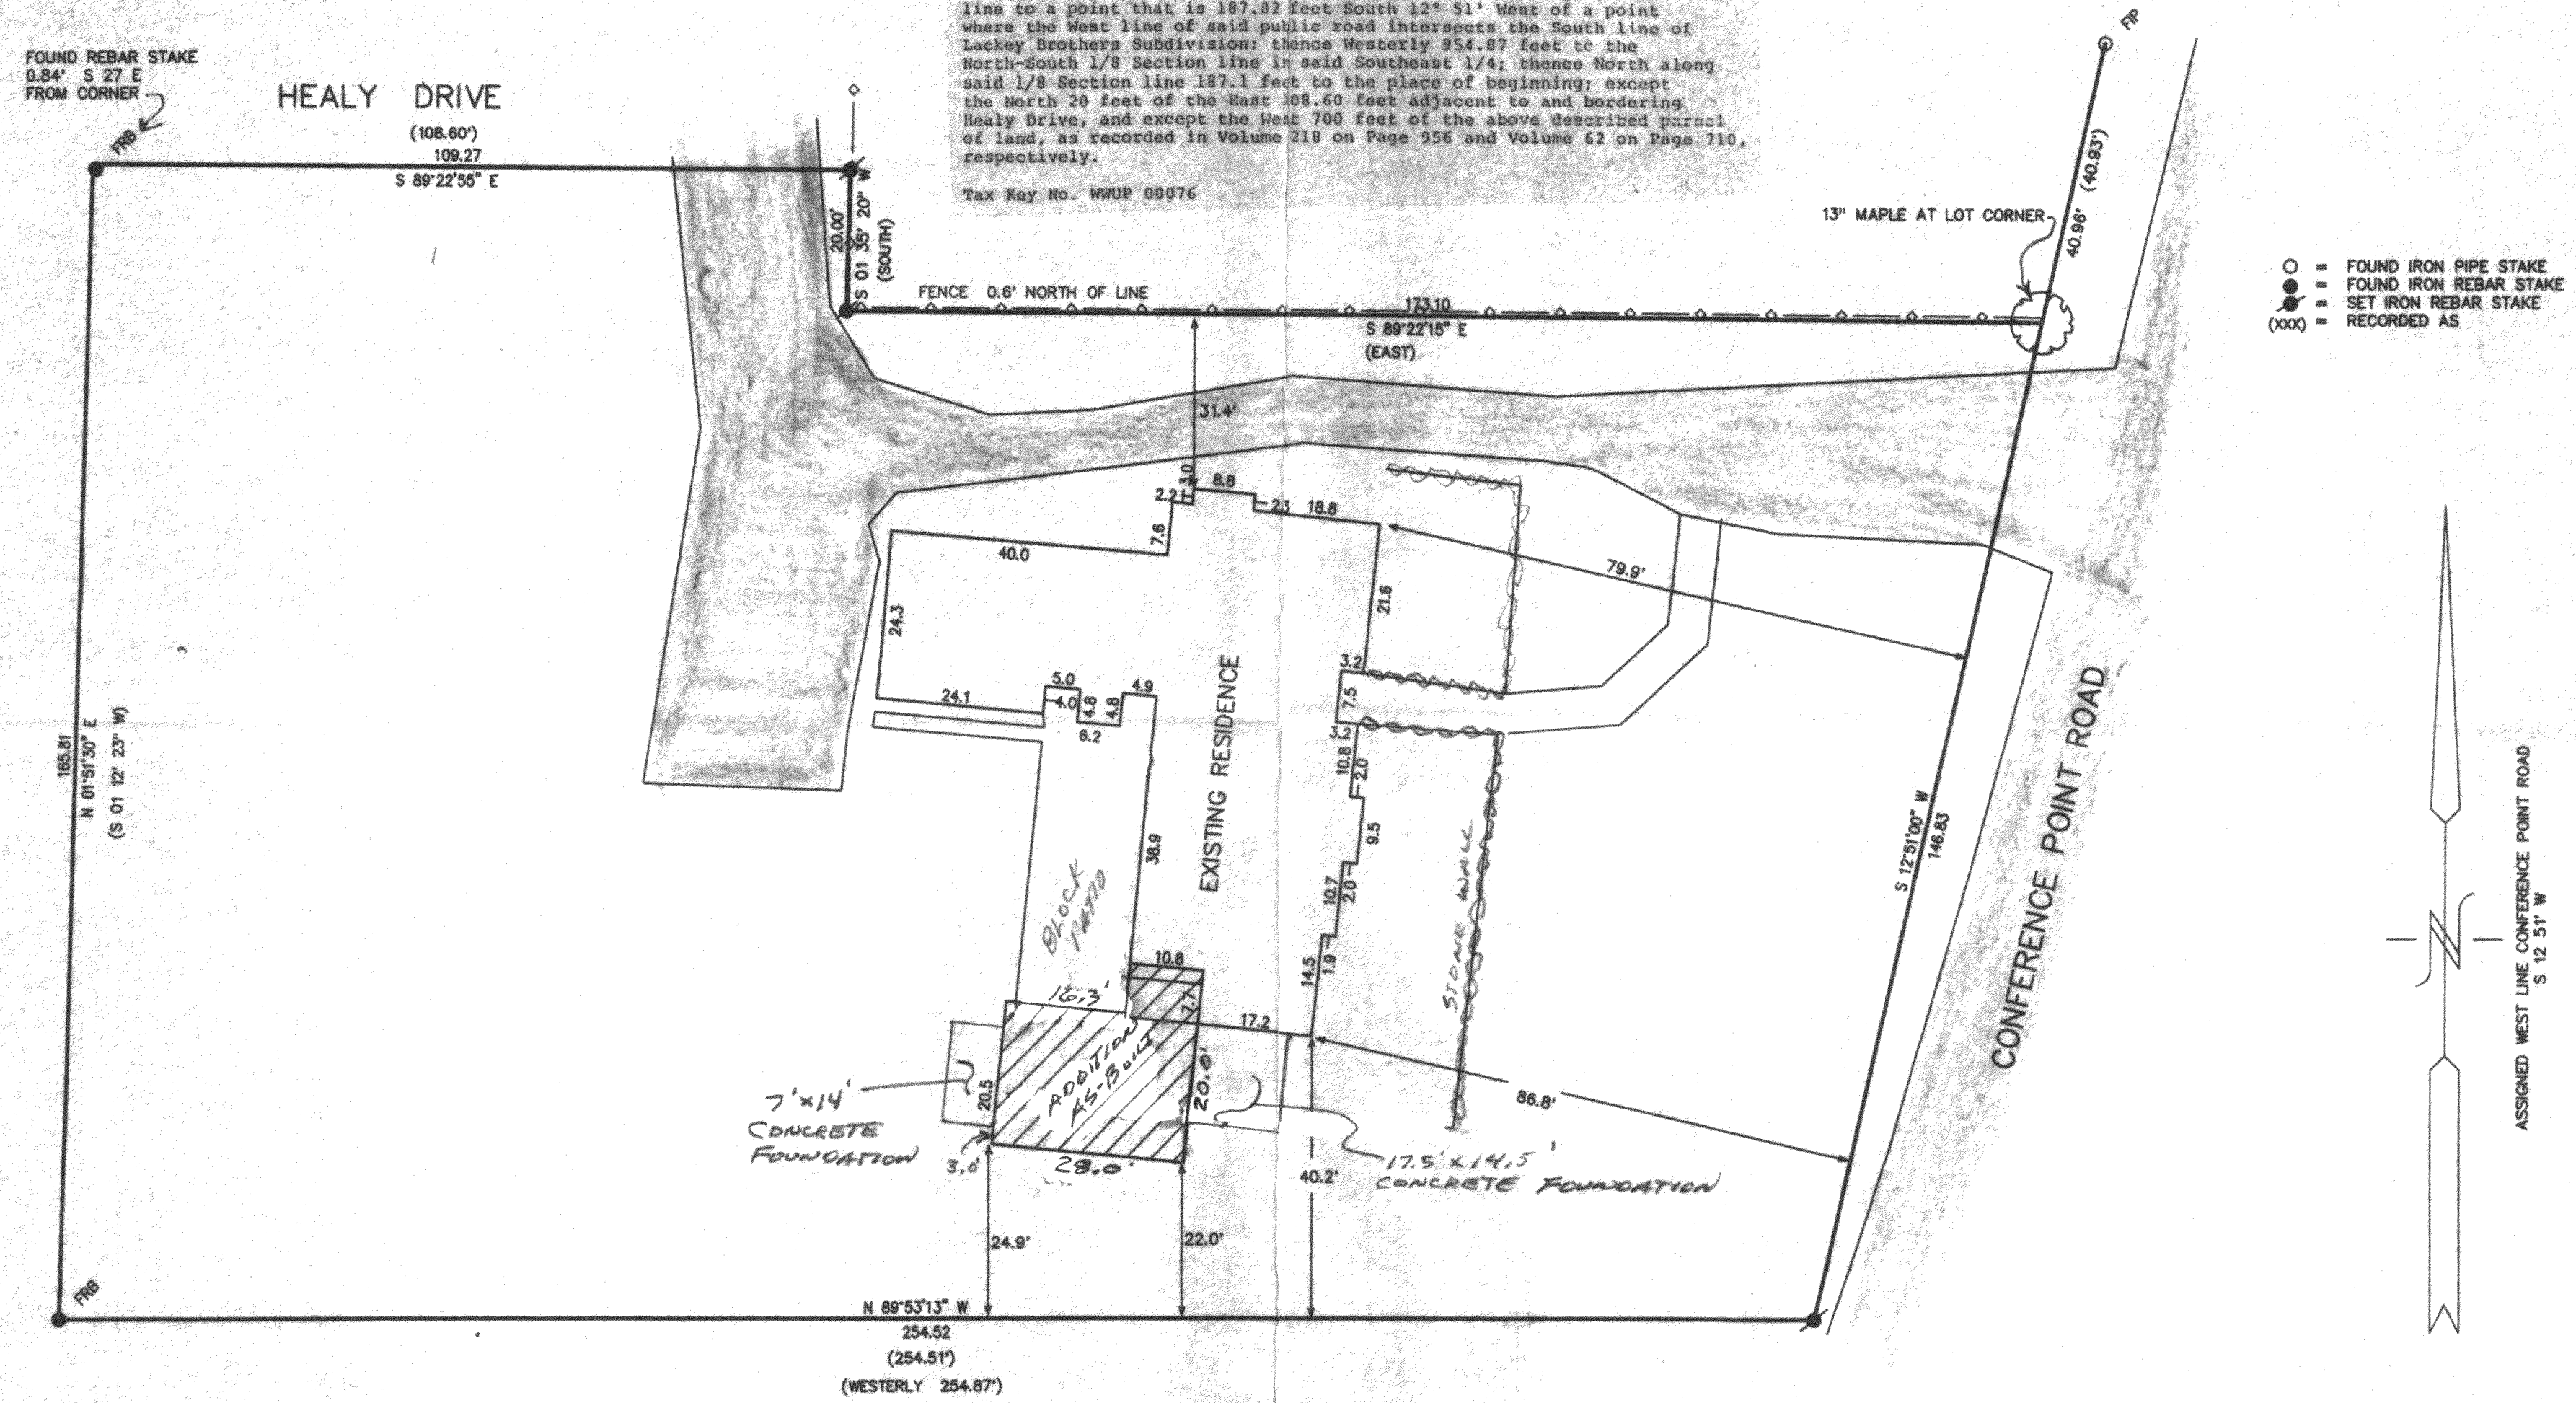 line to a point that is 187.82 feet South 12° 51' West of a point
where the West line of said public road intersects the South line of
Lackey Brothers Subdivision; thence Westerly 954.87 feet to the
North-South 1/8 Section line in said Southeast 1/4; thence North along
said 1/8 Section line 187.1 feet to the place of beginning; except
the North 20 feet of the East 108.60 feet adjacent to and bordering
Healy Drive, and except the West 700 feet of the above described parcel
of land, as recorded in Volume 218 on Page 956 and Volume 62 on Page 710,
respectively.
Tax Key No. WWUP 00076
FOUND REBAR STAKE
0.84' S 27 E
FROM CORNER
FRB
HEALY DRIVE
(108.60')
109.27
S 89°22'55" E
20.00'
S 01 35' 20" W
(SOUTH)
FENCE 0.6' NORTH OF LINE
173.10
S 89°22'15" E
(EAST)
13" MAPLE AT LOT CORNER
FIP
(40.93')
40.96'
O = FOUND IRON PIPE STAKE
= FOUND IRON REBAR STAKE
= SET IRON REBAR STAKE
(XXX) = RECORDED AS
31.4'
3.0
2.2
8.8
2.1
18.8
7.6
40.0
79.9'
24.3
21.6
24.1
5.0
4.0
4.8
4.8
4.9
6.2
3.2
7.5
3.2
10.8
2.0
9.5
10.7
2.0
14.5
1.9
38.9
EXISTING RESIDENCE
BLOCK
PATIO
STONE WALL
165.81
N 01°51'30" E
(S 01 12' 23" W)
S 12°51'00" W
146.83
CONFERENCE POINT ROAD
ASSIGNED WEST LINE CONFERENCE POINT ROAD
S 12 51' W
N
10.8
7.7
16.3'
17.2
ADDITION
AS-BUILT
20.5
20.0'
7'x14'
CONCRETE
FOUNDATION
3.0'
28.0'
86.8'
17.5'x14.5'
CONCRETE FOUNDATION
40.2'
24.9'
22.0'
FRB
N 89°53'13" W
254.52
(254.51')
(WESTERLY 254.87')